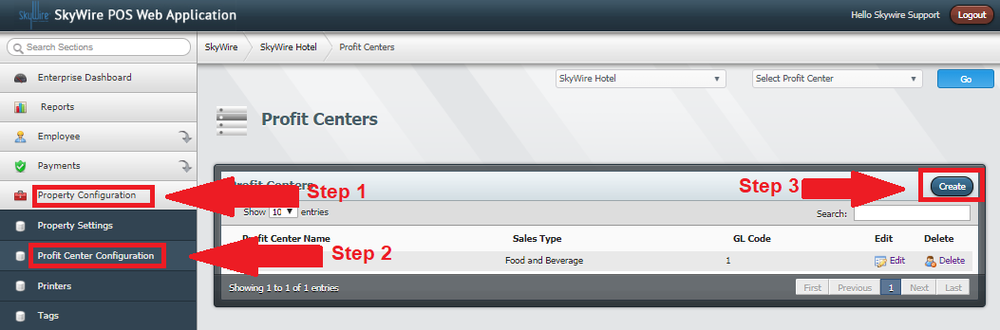 SkyWire SkyWire POS Web Application
Hello Skywire Support Logout
Search Sections
SkyWire SkyWire Hotel Profit Centers
Enterprise Dashboard
SkyWire Hotel Select Profit Center Go
Reports
Profit Centers
Employee
Payments
Property Configuration Step 1
Profit Centers Step 3 Create
Show 10 entries Search:
Property Settings
Profit Center Name Sales Type GL Code Edit Delete
Profit Center Configuration Step 2
Food and Beverage 1 Edit Delete
Printers
Showing 1 to 1 of 1 entries First Previous 1 Next Last
Tags